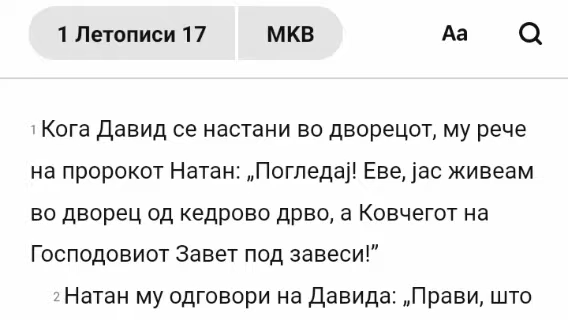 1 Летописи 17 MKB Aa
1 Кога Давид се настани во дворецот, му рече
на пророкот Натан: „Погледај! Еве, јас живеам
во дворец од кедрово дрво, а Ковчегот на
Господовиот Завет под завеси!”
2 Натан му одговори на Давида: „Прави, што